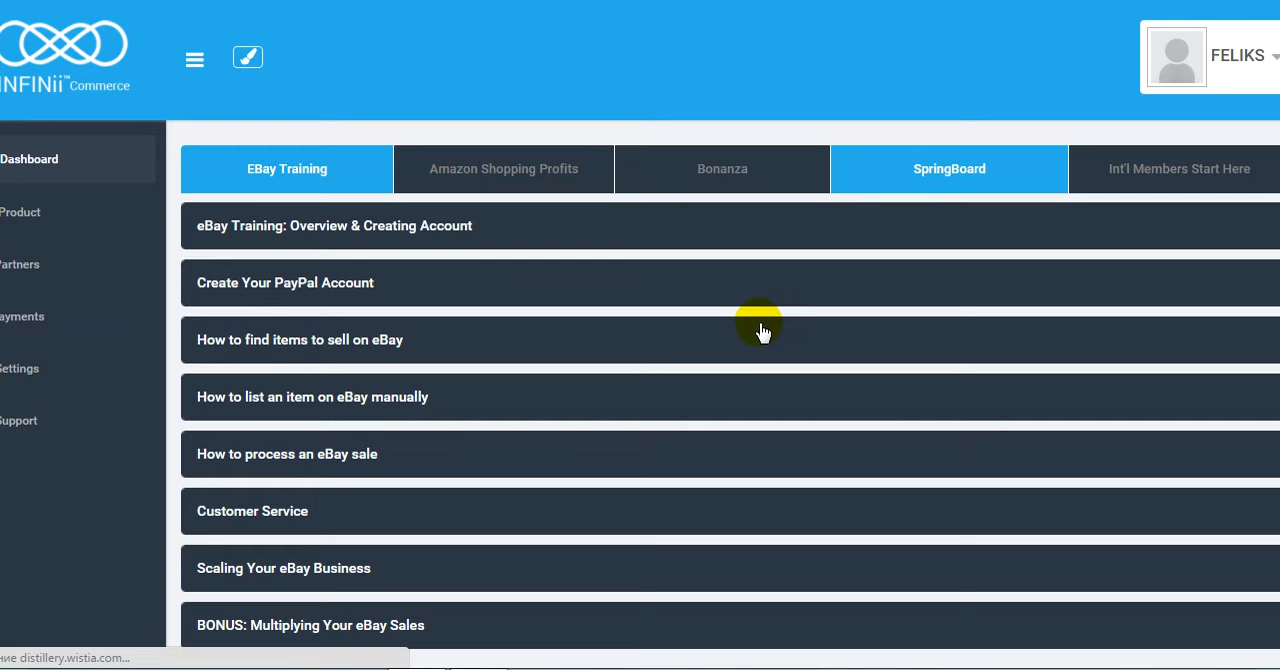 NFINii™Commerce
FELIKS
Dashboard
Product
Partners
ayments
Settings
Support
EBay Training
Amazon Shopping Profits
Bonanza
SpringBoard
Int'l Members Start Here
eBay Training: Overview & Creating Account
Create Your PayPal Account
How to find items to sell on eBay
How to list an item on eBay manually
How to process an eBay sale
Customer Service
Scaling Your eBay Business
BONUS: Multiplying Your eBay Sales
ние distillery.wistia.com...